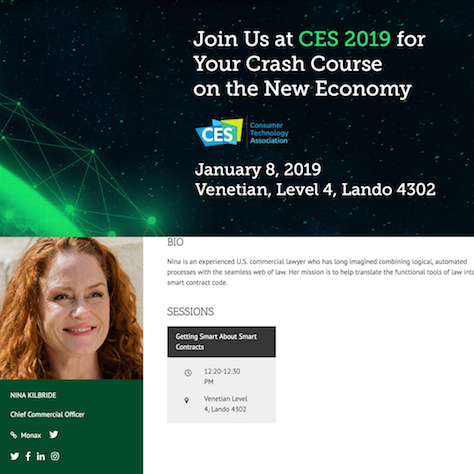 Join Us at CES 2019 for
Your Crash Course
on the New Economy
CES
Consumer
Technology
Association
January 8, 2019
Venetian, Level 4, Lando 4302
BIO
Nina is an experienced U.S. commercial lawyer who has long imagined combining logical, automated
processes with the seamless web of law. Her mission is to help translate the functional tools of law into
smart contract code.
SESSIONS
Getting Smart About Smart
Contracts
12:20-12:30
PM
Venetian Level
4, Lando 4302
NINA KILBRIDE
Chief Commercial Officer
Monax